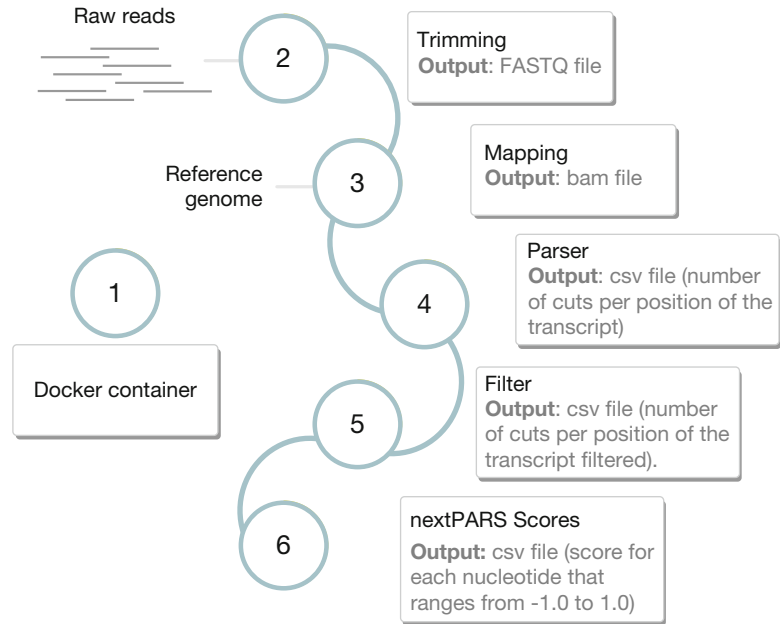 Raw reads
2
Trimming
Output: FASTQ file
Reference
genome
3
Mapping
Output: bam file
1
Docker container
4
Parser
Output: csv file (number
of cuts per position of the
transcript)
5
Filter
Output: csv file (number
of cuts per position of the
transcript filtered).
6
nextPARS Scores
Output: csv file (score for
each nucleotide that
ranges from -1.0 to 1.0)